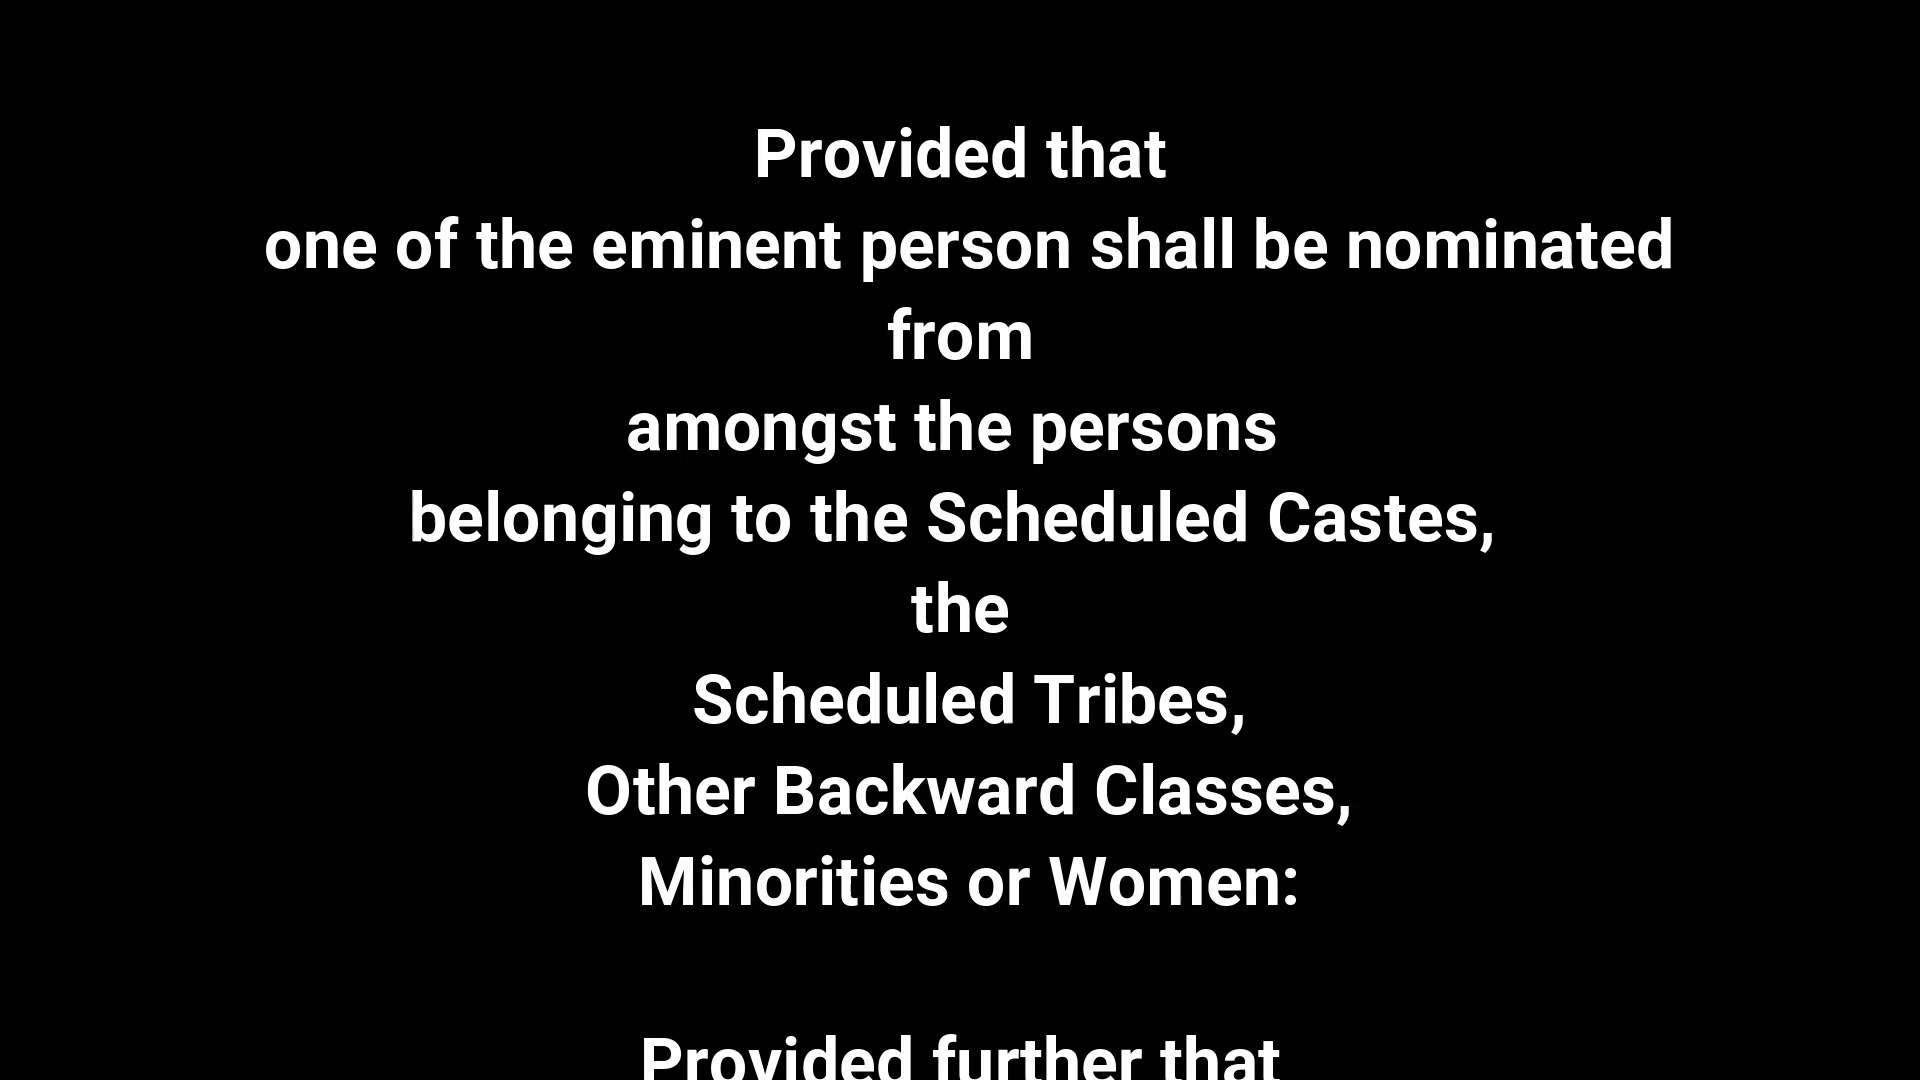 Provided that
one of the eminent person shall be nominated
from
amongst the persons
belonging to the Scheduled Castes,
the
Scheduled Tribes,
Other Backward Classes,
Minorities or Women:
Provided further that